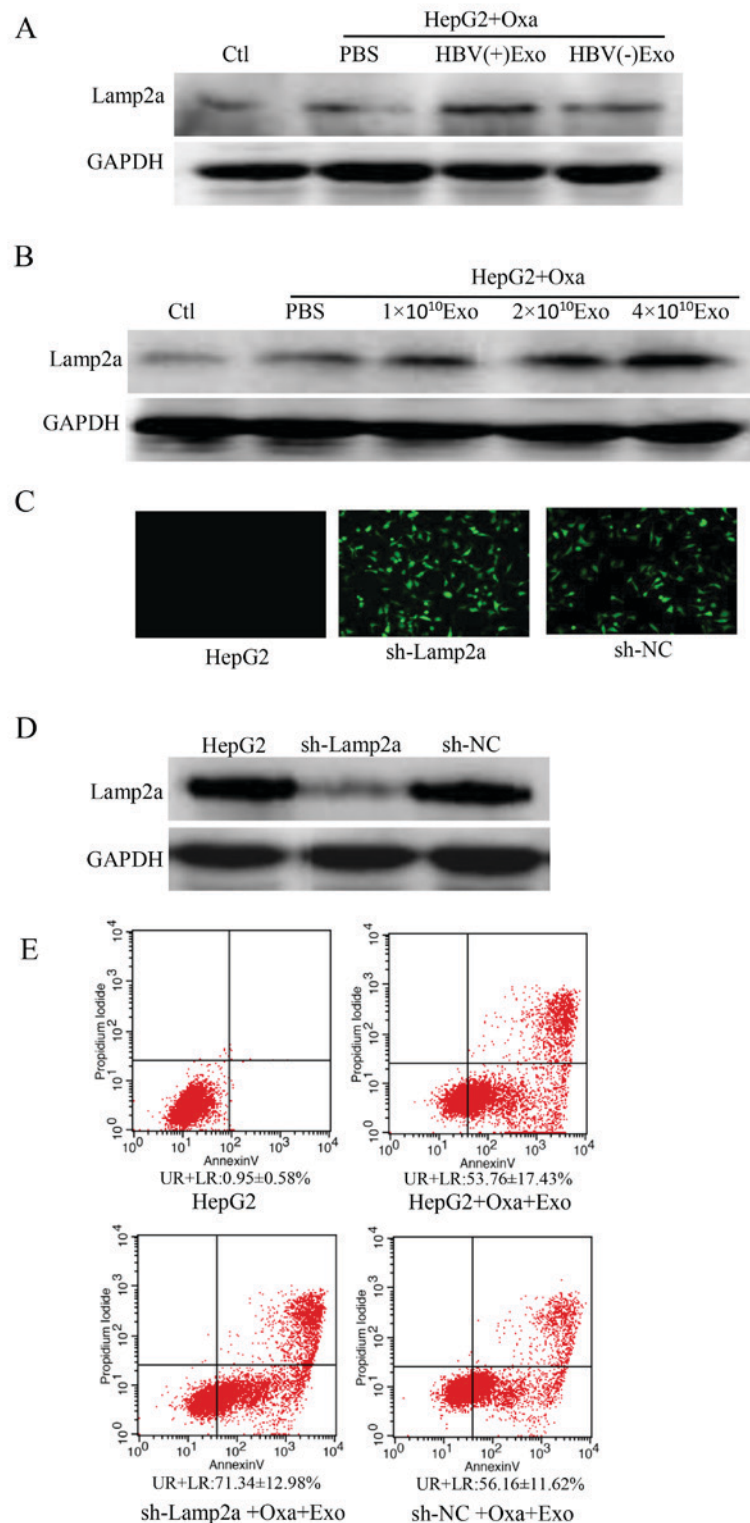 A
HepG2+Oxa
Ctl PBS HBV(+)Exo HBV(-)Exo
Lamp2a
GAPDH
B
HepG2+Oxa
Ctl PBS 1×10¹⁰Exo 2×10¹⁰Exo 4×10¹⁰Exo
Lamp2a
GAPDH
C
HepG2 sh-Lamp2a sh-NC
D
HepG2 sh-Lamp2a sh-NC
Lamp2a
GAPDH
E
Propidium Iodide
10⁴
10³
10²
10¹
10⁰
10⁰ 10¹ 10² 10³ 10⁴
AnnexinV
UR+LR:0.95±0.58%
HepG2
Propidium Iodide
10⁴
10³
10²
10¹
10⁰
10⁰ 10¹ 10² 10³ 10⁴
AnnexinV
UR+LR:53.76±17.43%
HepG2+Oxa+Exo
Propidium Iodide
10⁴
10³
10²
10¹
10⁰
10⁰ 10¹ 10² 10³ 10⁴
AnnexinV
UR+LR:71.34±12.98%
sh-Lamp2a +Oxa+Exo
Propidium Iodide
10⁴
10³
10²
10¹
10⁰
10⁰ 10¹ 10² 10³ 10⁴
AnnexinV
UR+LR:56.16±11.62%
sh-NC +Oxa+Exo